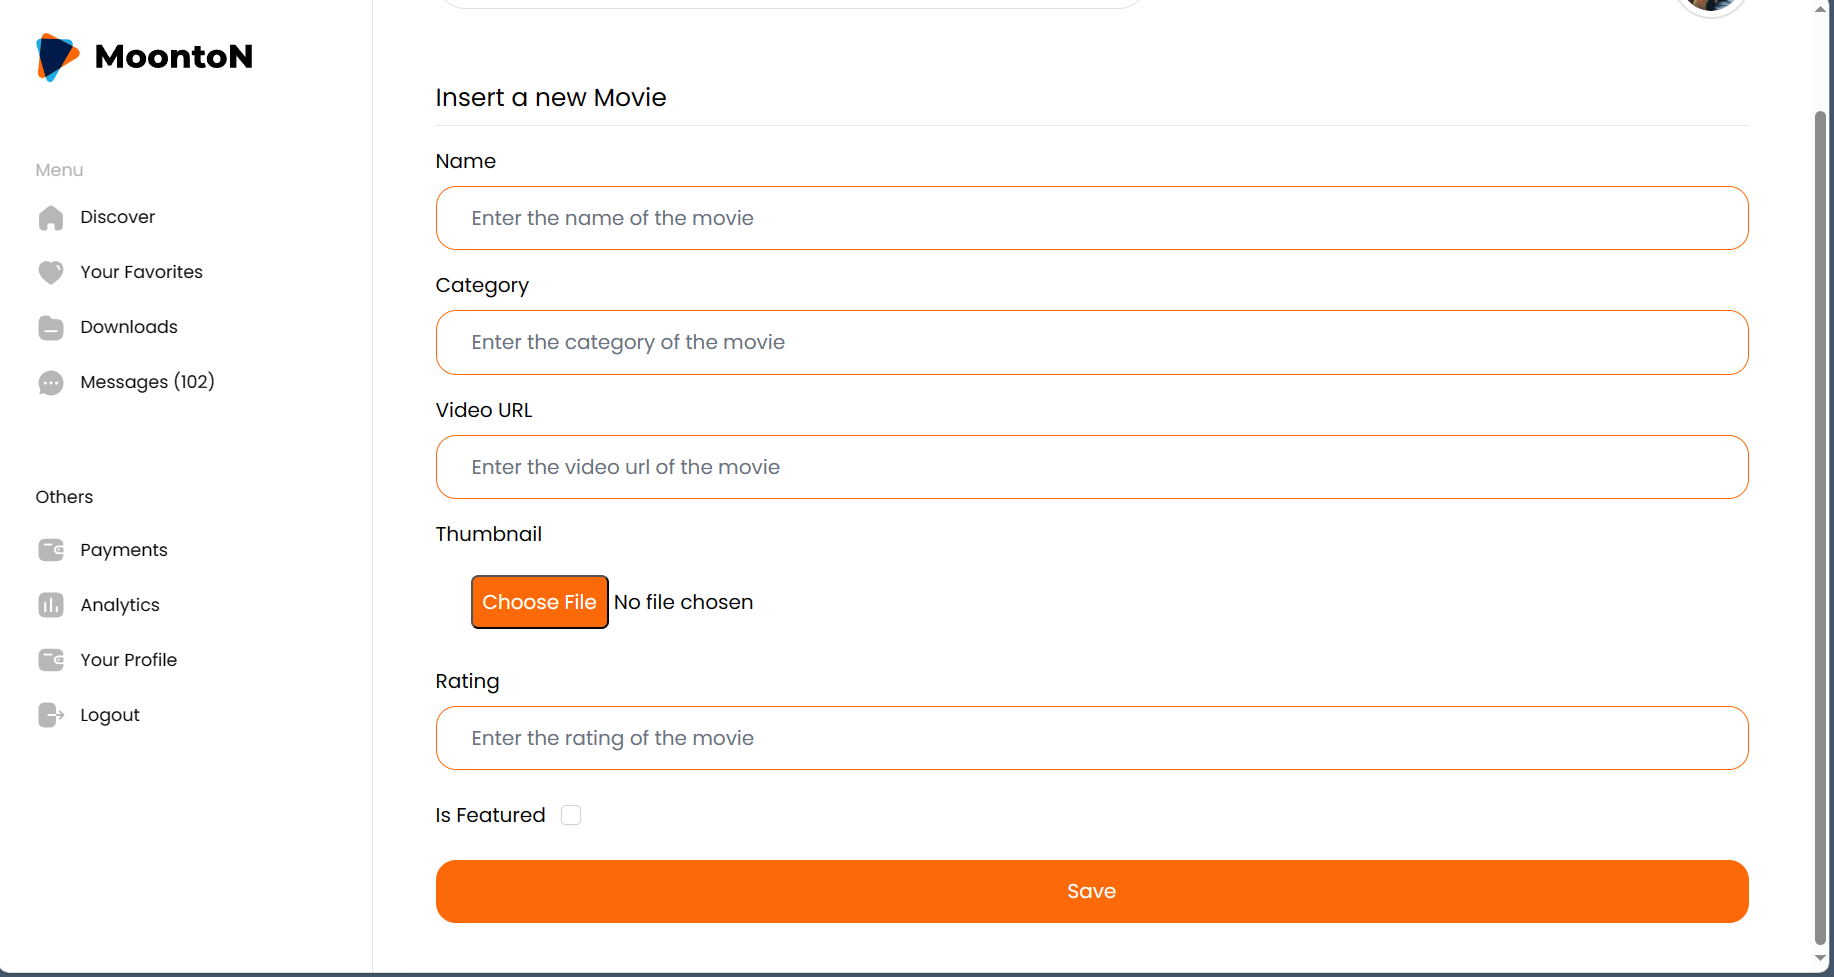 MoontoN
Menu
Discover
Your Favorites
Downloads
Messages (102)
Others
Payments
Analytics
Your Profile
Logout
Insert a new Movie
Name
Enter the name of the movie
Category
Enter the category of the movie
Video URL
Enter the video url of the movie
Thumbnail
Choose File No file chosen
Rating
Enter the rating of the movie
Is Featured
Save